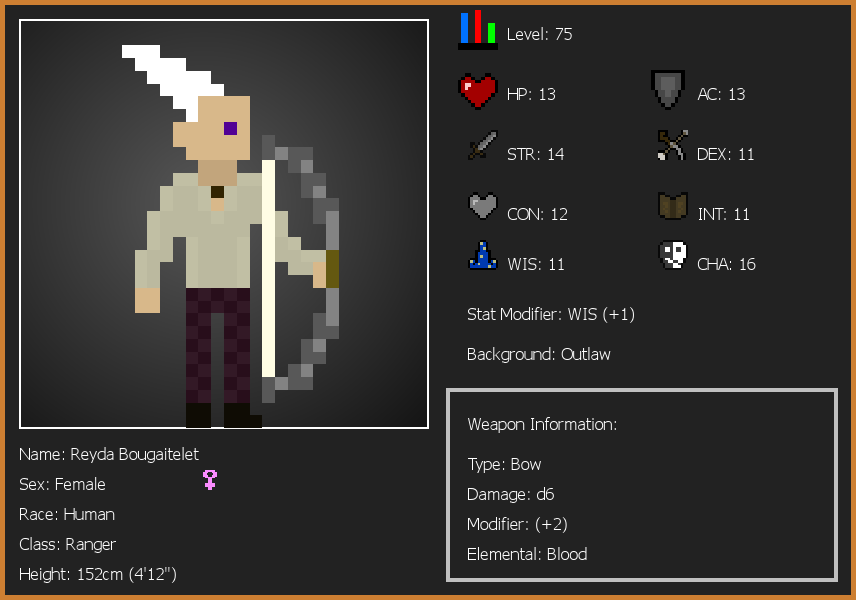 Level: 75
HP: 13
AC: 13
STR: 14
DEX: 11
CON: 12
INT: 11
WIS: 11
CHA: 16
Stat Modifier: WIS (+1)
Background: Outlaw
Weapon Information:
Type: Bow
Damage: d6
Modifier: (+2)
Elemental: Blood
Name: Reyda Bougaitelet
Sex: Female
Race: Human
Class: Ranger
Height: 152cm (4'12")